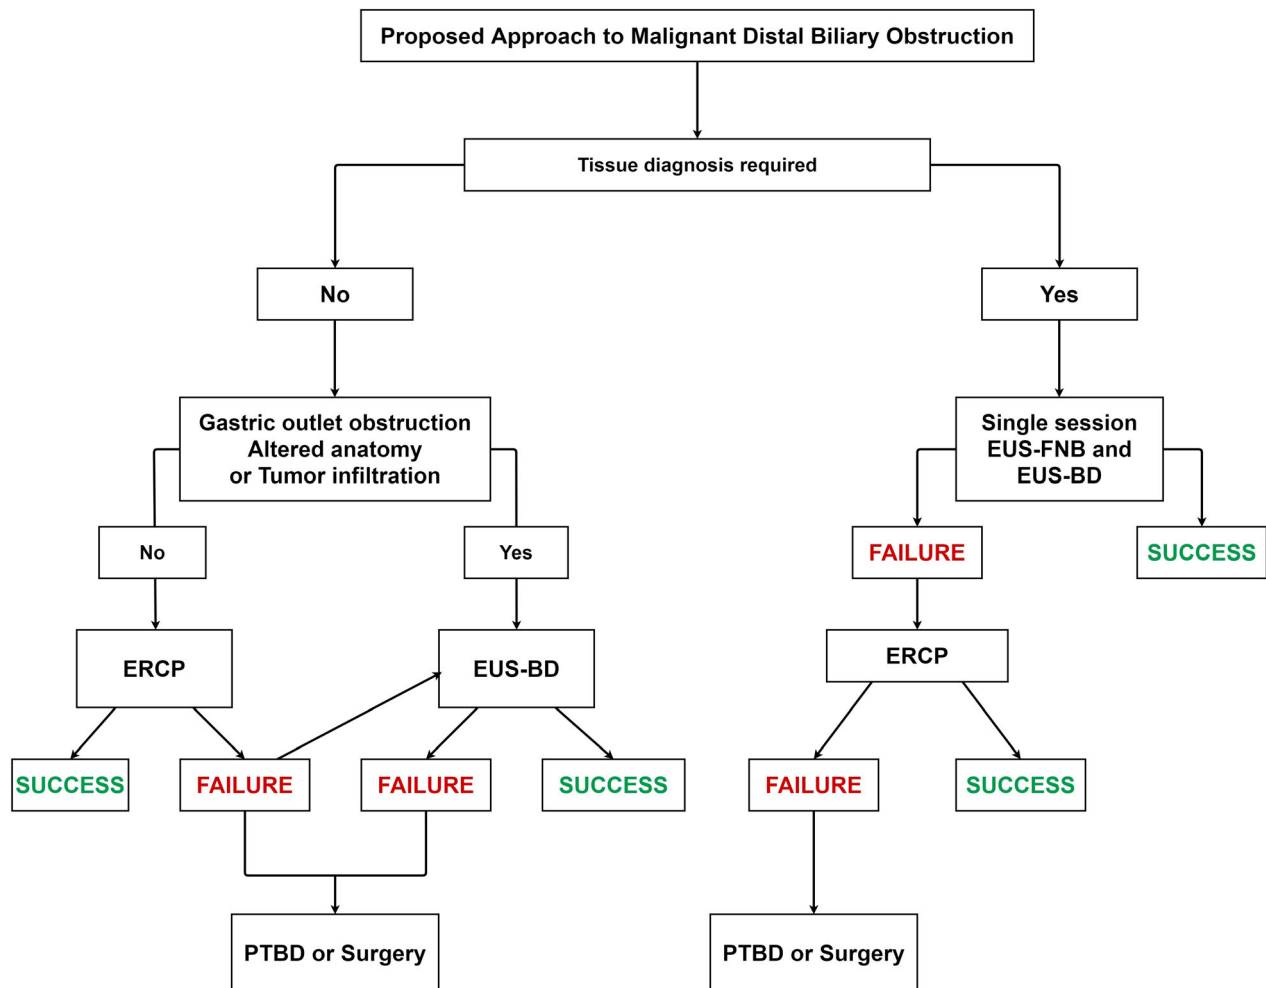 Proposed Approach to Malignant Distal Biliary Obstruction
Tissue diagnosis required
No
Yes
Gastric outlet obstruction
Altered anatomy
or Tumor infiltration
Single session
EUS-FNB and
EUS-BD
No
Yes
FAILURE
SUCCESS
ERCP
EUS-BD
ERCP
SUCCESS
FAILURE
FAILURE
SUCCESS
FAILURE
SUCCESS
PTBD or Surgery
PTBD or Surgery